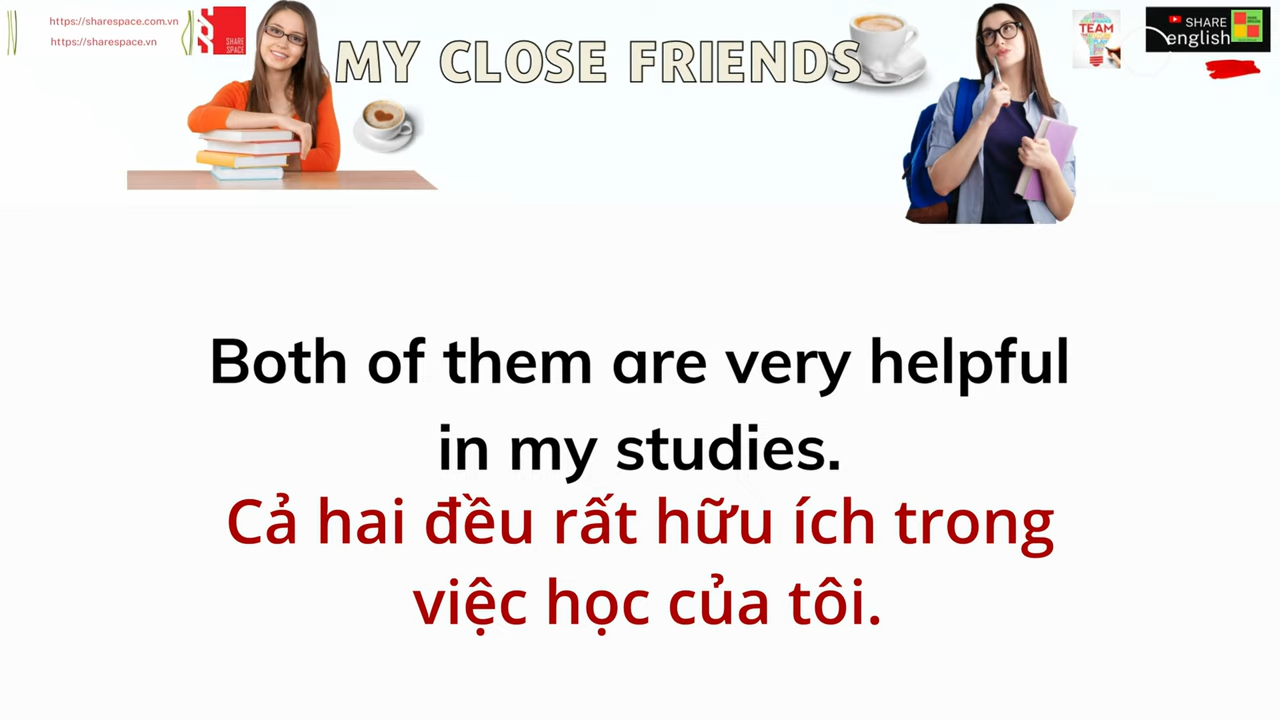 https://sharespace.com.vn
https://sharespace.vn
SHARE
SPACE
MY CLOSE FRIENDS
TEAM
SHARE
english
Both of them are very helpful
in my studies.
Cả hai đều rất hữu ích trong
việc học của tôi.